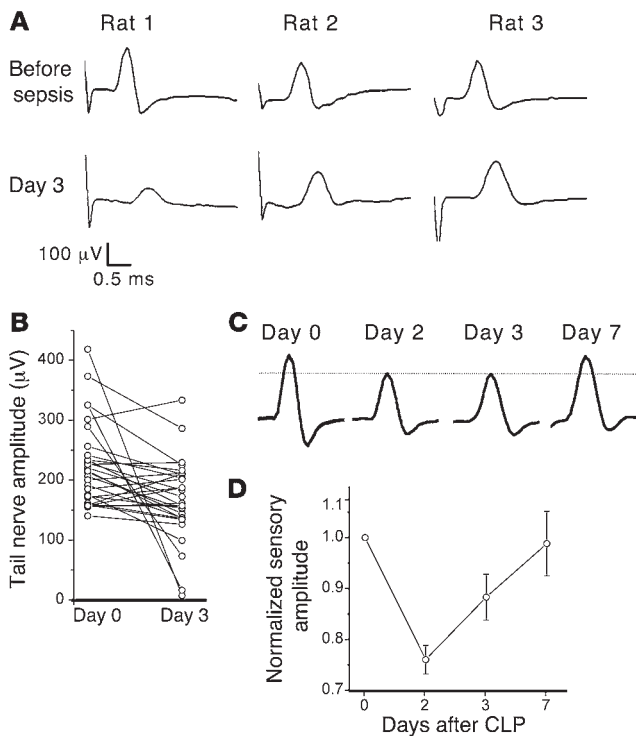 A
Rat 1 Rat 2 Rat 3
Before
sepsis
Day 3
100 μV
0.5 ms
B
Tail nerve amplitude (μV)
400
300
200
100
0
Day 0 Day 3
C
Day 0 Day 2 Day 3 Day 7
D
Normalized sensory
amplitude
1.1
1.0
0.9
0.8
0.7
0 2 3 7
Days after CLP